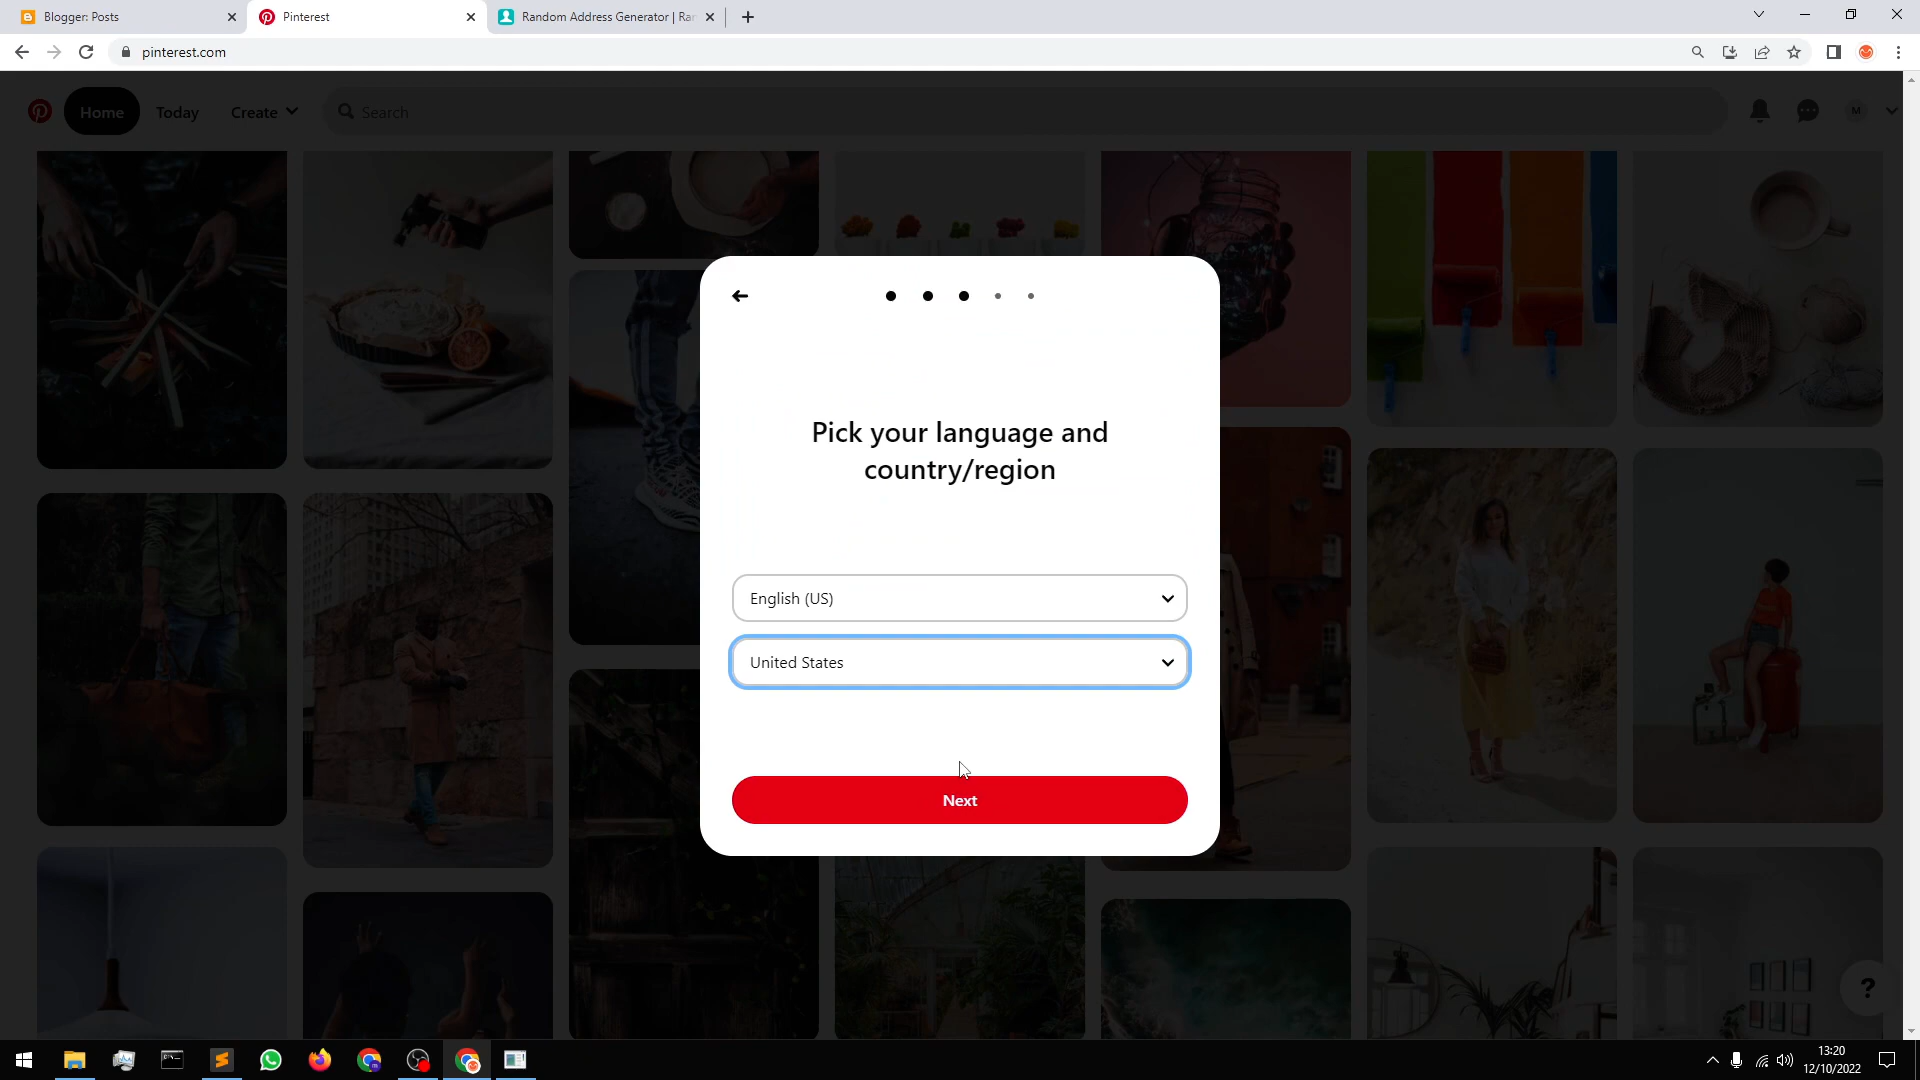 Blogger: Posts
Pinterest
Random Address Generator | Ra
pinterest.com
Home
Today
Create
Search
M
Pick your language and
country/region
English (US)
United States
Next
?
13:20
12/10/2022